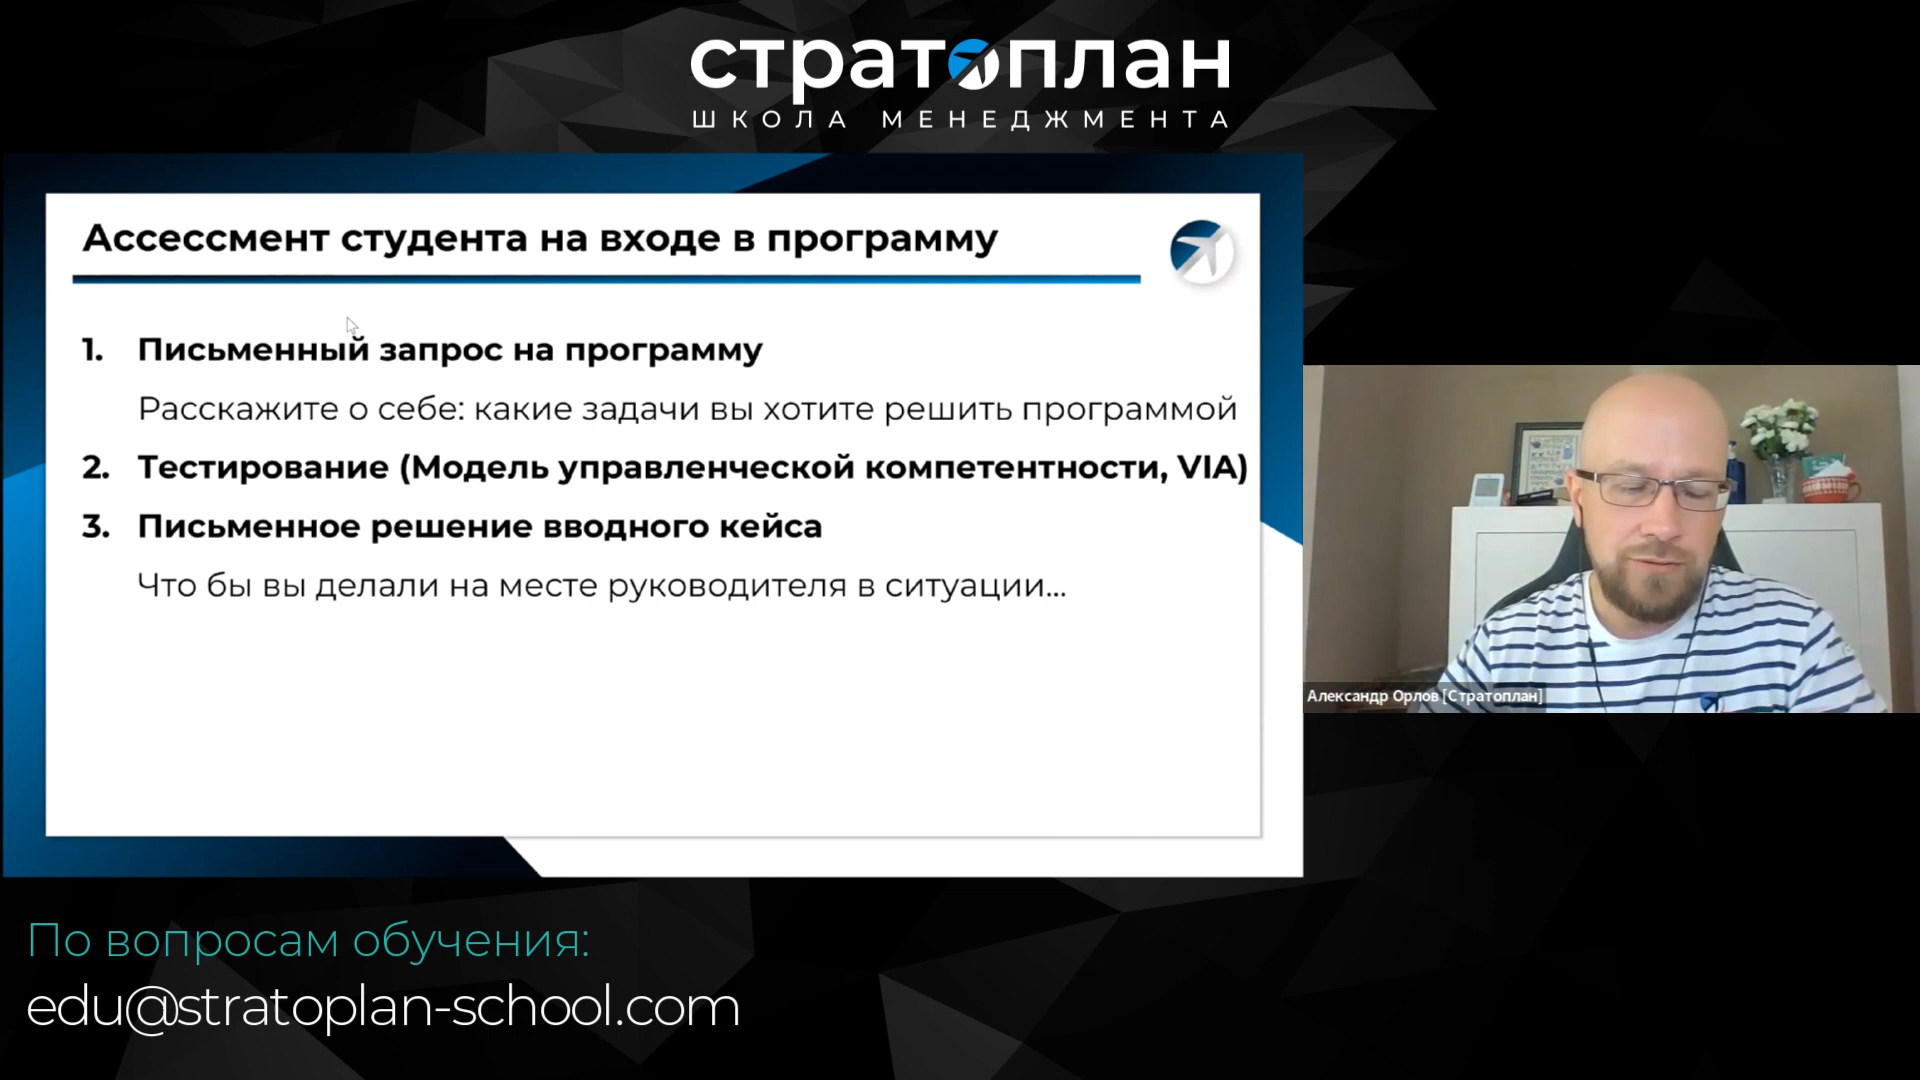 стратоплан
ШКОЛА МЕНЕДЖМЕНТА
Ассессмент студента на входе в программу
1. Письменный запрос на программу
Расскажите о себе: какие задачи вы хотите решить программой
2. Тестирование (Модель управленческой компетентности, VIA)
3. Письменное решение вводного кейса
Что бы вы делали на месте руководителя в ситуации...
Александр Орлов [Стратоплан]
По вопросам обучения:
edu@stratoplan-school.com